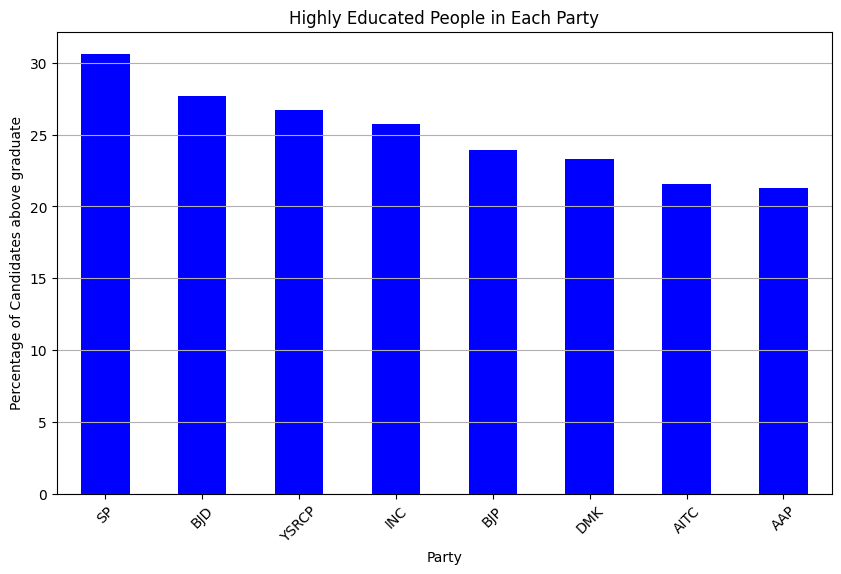 Highly Educated People in Each Party
Percentage of Candidates above graduate
30
25
20
15
10
5
0
SP
BJD
YSRCP
INC
BJP
DMK
AITC
AAP
Party